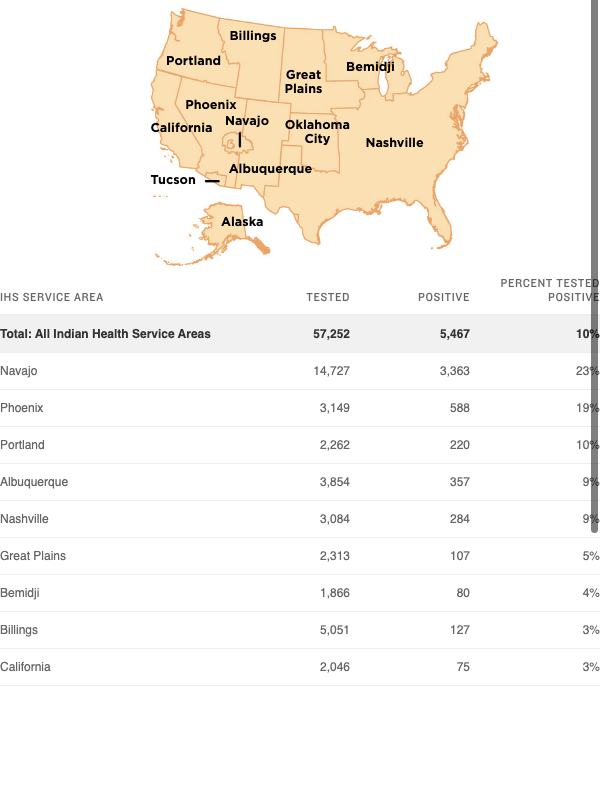 Billings
Portland
Bemidji
Great
Plains
Phoenix
Navajo
California
Oklahoma
City
Nashville
Albuquerque
Tucson
Alaska
IHS SERVICE AREA TESTED POSITIVE PERCENT TESTED POSITIVE
Total: All Indian Health Service Areas 57,252 5,467 10%
Navajo 14,727 3,363 23%
Phoenix 3,149 588 19%
Portland 2,262 220 10%
Albuquerque 3,854 357 9%
Nashville 3,084 284 9%
Great Plains 2,313 107 5%
Bemidji 1,866 80 4%
Billings 5,051 127 3%
California 2,046 75 3%